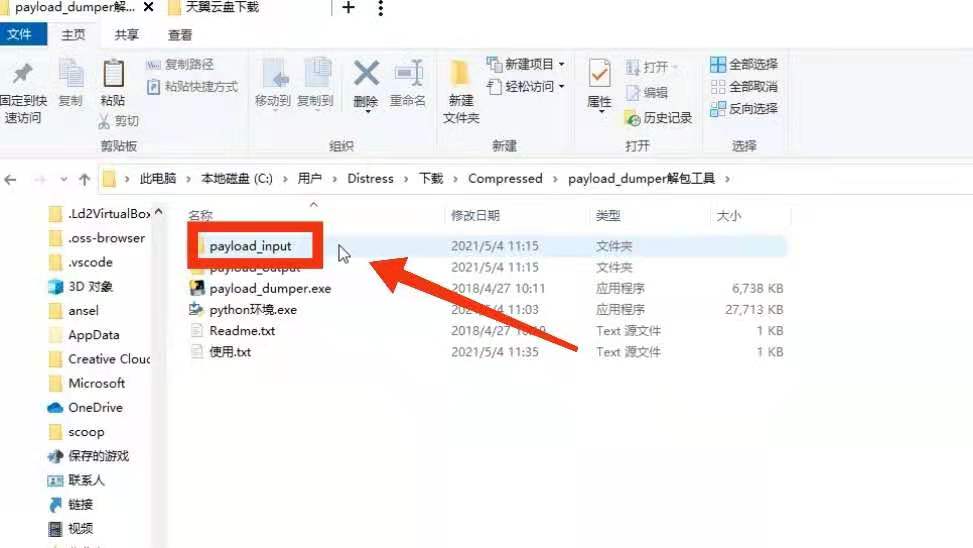 payload_dumper解... 天翼云盘下载
文件 主页 共享 查看
固定到快速访问
复制
粘贴
复制路径
粘贴快捷方式
剪切
剪贴板
移动到
复制到
删除
重命名
组织
新建文件夹
新建项目
轻松访问
新建
属性
打开
编辑
历史记录
打开
全部选择
全部取消
反向选择
选择
此电脑 本地磁盘 (C:) 用户 Distress 下载 Compressed payload_dumper解包工具
名称 修改日期 类型 大小
payload_input 2021/5/4 11:15 文件夹
payload_output 2021/5/4 11:15 文件夹
payload_dumper.exe 2018/4/27 10:11 应用程序 6,738 KB
python环境.exe 11:03 应用程序 27,713 KB
Readme.txt 2018/4/27 Text 源文件 1 KB
使用.txt 2021/5/4 11:35 Text 源文件 1 KB
.Ld2VirtualBox
.oss-browser
.vscode
3D 对象
ansel
AppData
Creative Cloud
Microsoft
OneDrive
scoop
保存的游戏
联系人
链接
视频